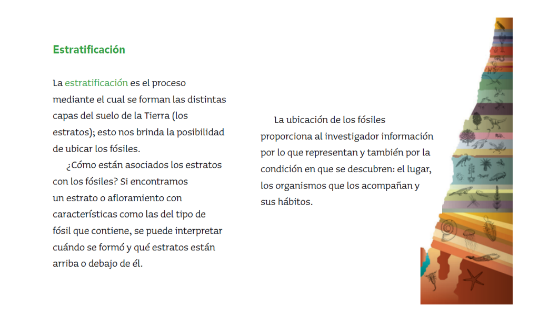 Estratificación
La estratificación es el proceso
mediante el cual se forman las distintas
capas del suelo de la Tierra (los
estratos); esto nos brinda la posibilidad
de ubicar los fósiles.
¿Cómo están asociados los estratos
con los fósiles? Si encontramos
un estrato o afloramiento con
características como las del tipo de
fósil que contiene, se puede interpretar
cuándo se formó y qué estratos están
arriba o debajo de él.
La ubicación de los fósiles
proporciona al investigador información
por lo que representan y también por la
condición en que se descubren: el lugar,
los organismos que los acompañan y
sus hábitos.